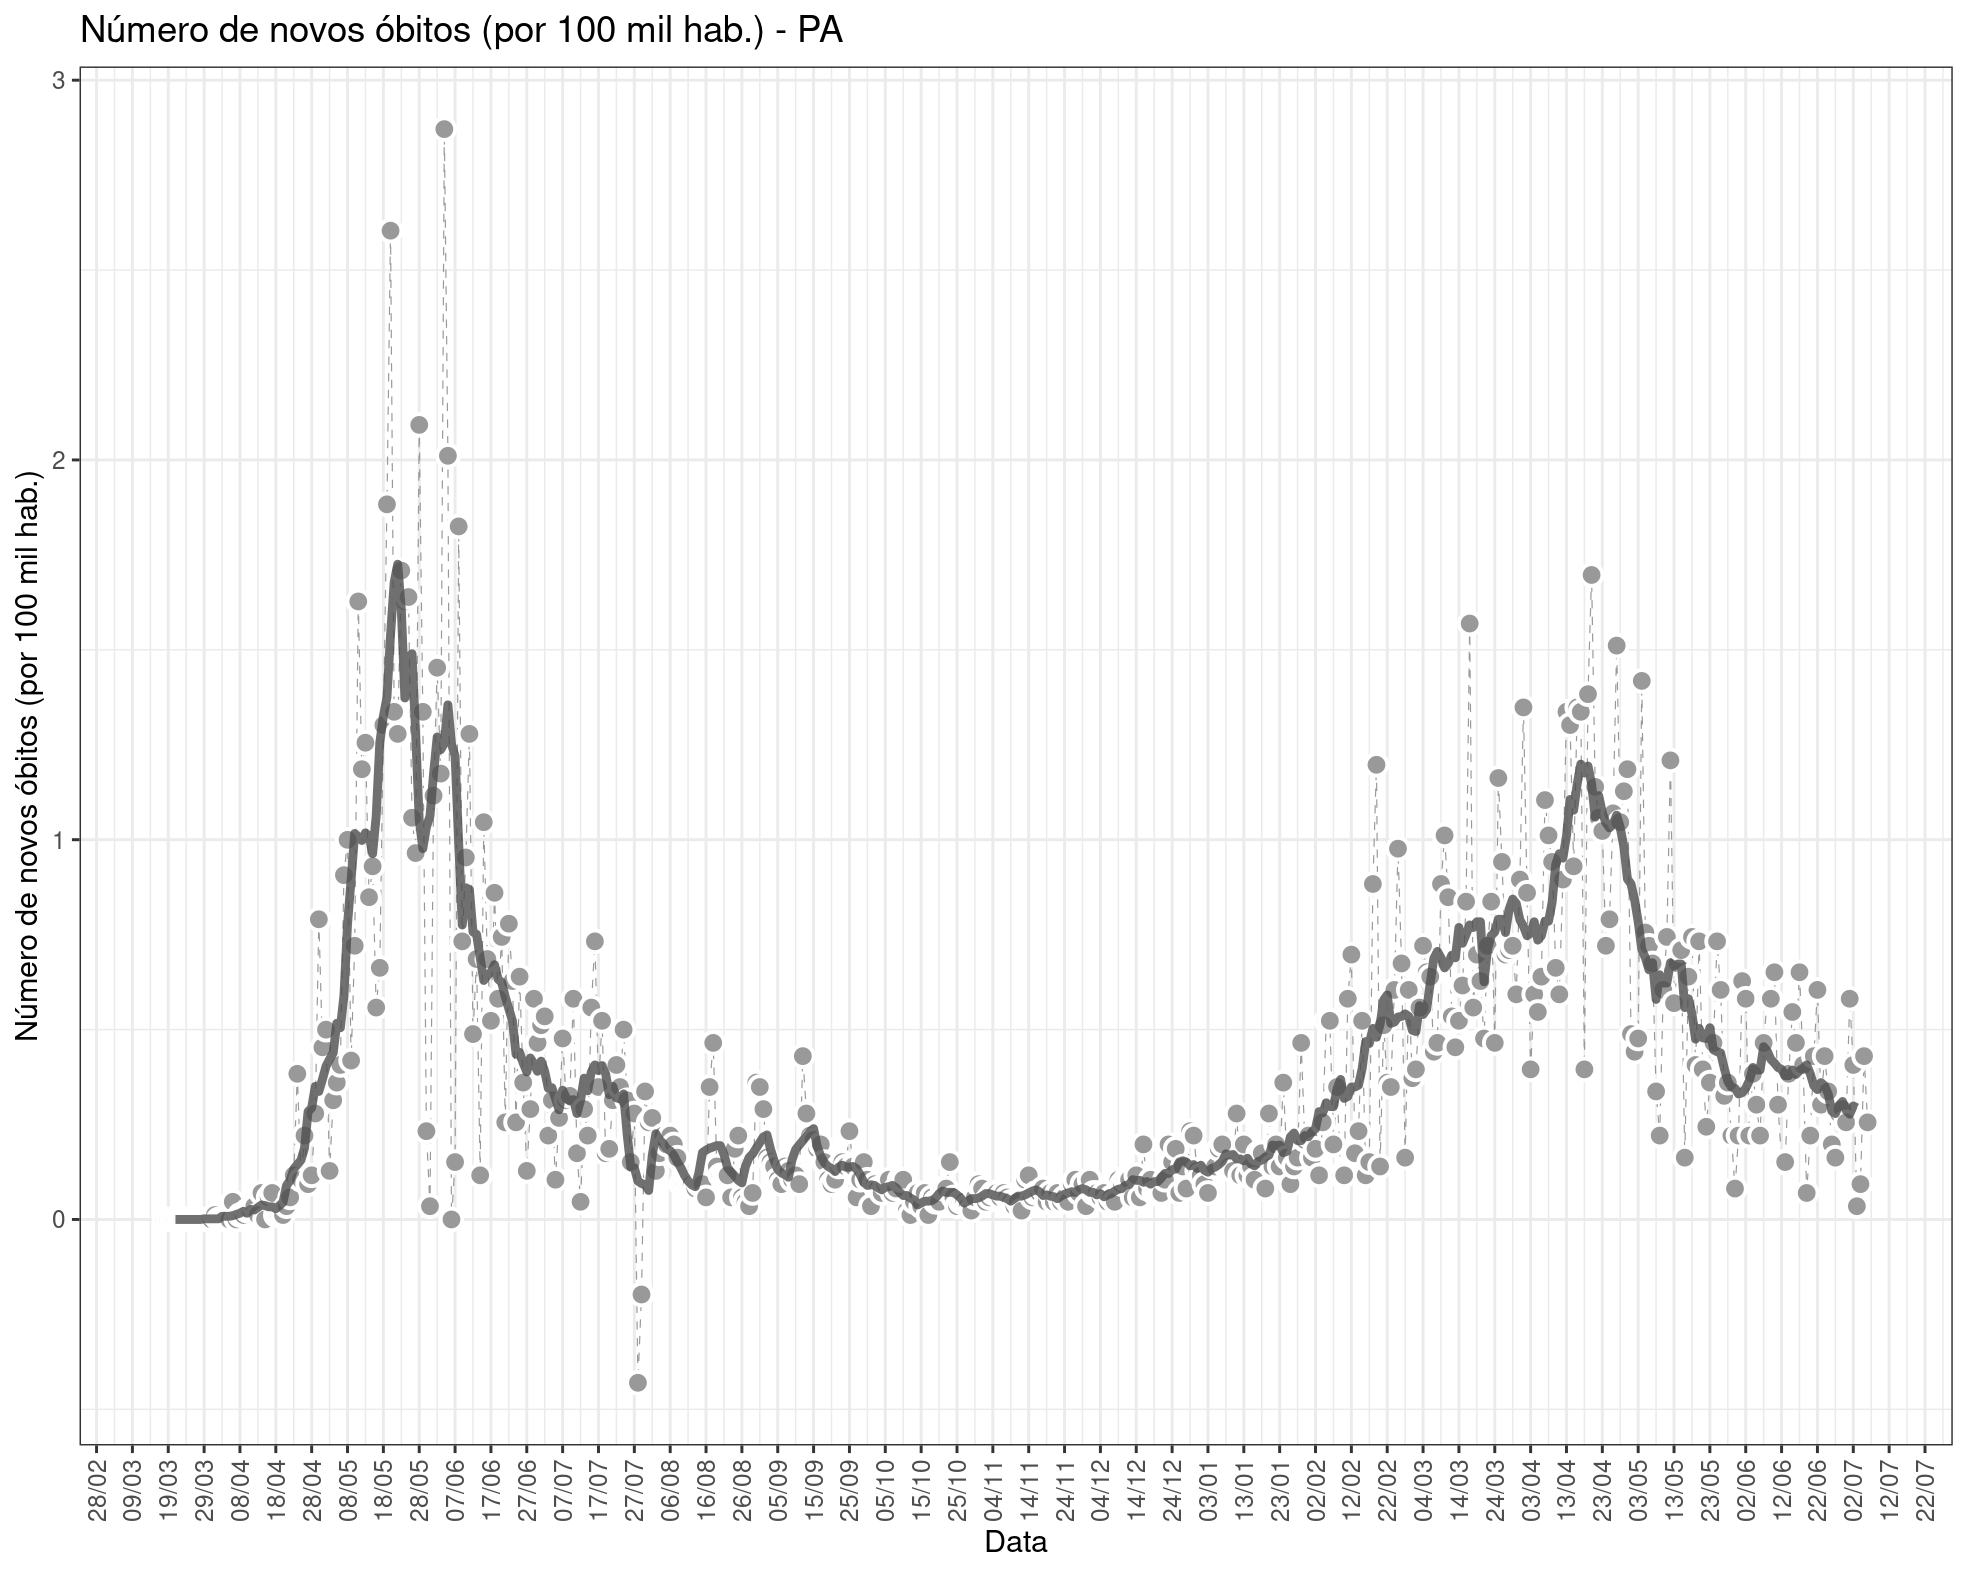 Número de novos óbitos (por 100 mil hab.) - PA
Número de novos óbitos (por 100 mil hab.)
3
2
1
0
28/02 09/03 19/03 29/03 08/04 18/04 28/04 08/05 18/05 28/05 07/06 17/06 27/06 07/07 17/07 27/07 06/08 16/08 26/08 05/09 15/09 25/09 05/10 15/10 25/10 04/11 14/11 24/11 04/12 14/12 24/12 03/01 13/01 23/01 02/02 12/02 22/02 04/03 14/03 24/03 03/04 13/04 23/04 03/05 13/05 23/05 02/06 12/06 22/06 02/07 12/07 22/07
Data